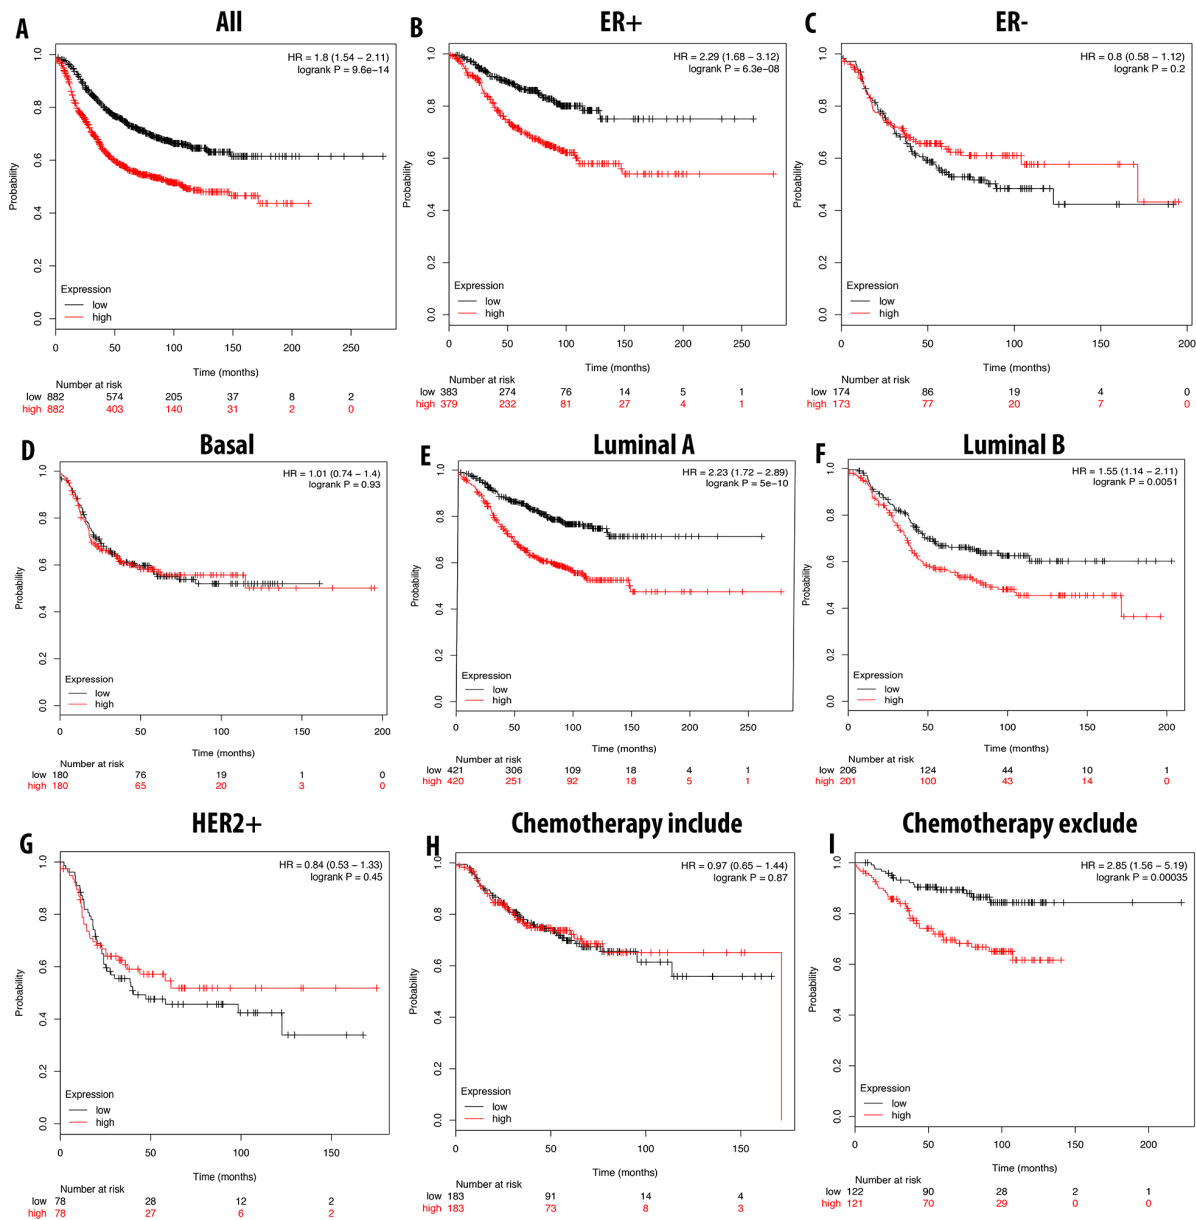 A All
HR = 1.8 (1.54 − 2.11)
logrank P = 9.6e−14
Probability
1.0
0.8
0.6
0.4
0.2
0.0
Expression
low
high
0 50 100 150 200 250
Time (months)
Number at risk
low 882 574 205 37 8 2
high 882 403 140 31 2 0
B ER+
HR = 2.29 (1.68 − 3.12)
logrank P = 6.3e−08
Probability
1.0
0.8
0.6
0.4
0.2
0.0
Expression
low
high
0 50 100 150 200 250
Time (months)
Number at risk
low 383 274 76 14 5 1
high 379 232 81 27 4 1
C ER-
HR = 0.8 (0.58 − 1.12)
logrank P = 0.2
Probability
1.0
0.8
0.6
0.4
0.2
0.0
Expression
low
high
0 50 100 150 200
Time (months)
Number at risk
low 174 86 19 4 0
high 173 77 20 7 0
D Basal
HR = 1.01 (0.74 − 1.4)
logrank P = 0.93
Probability
1.0
0.8
0.6
0.4
0.2
0.0
Expression
low
high
0 50 100 150 200
Time (months)
Number at risk
low 180 76 19 1 0
high 180 65 20 3 0
E Luminal A
HR = 2.23 (1.72 − 2.89)
logrank P = 5e−10
Probability
1.0
0.8
0.6
0.4
0.2
0.0
Expression
low
high
0 50 100 150 200 250
Time (months)
Number at risk
low 421 306 109 18 4 1
high 420 251 92 18 5 1
F Luminal B
HR = 1.55 (1.14 − 2.11)
logrank P = 0.0051
Probability
1.0
0.8
0.6
0.4
0.2
0.0
Expression
low
high
0 50 100 150 200
Time (months)
Number at risk
low 206 124 44 10 1
high 201 100 43 14 0
G HER2+
HR = 0.84 (0.53 − 1.33)
logrank P = 0.45
Probability
1.0
0.8
0.6
0.4
0.2
0.0
Expression
low
high
0 50 100 150
Time (months)
Number at risk
low 78 28 12 2
high 78 27 6 2
H Chemotherapy include
HR = 0.97 (0.65 − 1.44)
logrank P = 0.87
Probability
1.0
0.8
0.6
0.4
0.2
0.0
Expression
low
high
0 50 100 150
Time (months)
Number at risk
low 183 91 14 4
high 183 73 8 3
I Chemotherapy exclude
HR = 2.85 (1.56 − 5.19)
logrank P = 0.00035
Probability
1.0
0.8
0.6
0.4
0.2
0.0
Expression
low
high
0 50 100 150 200
Time (months)
Number at risk
low 122 90 28 2 1
high 121 70 29 0 0